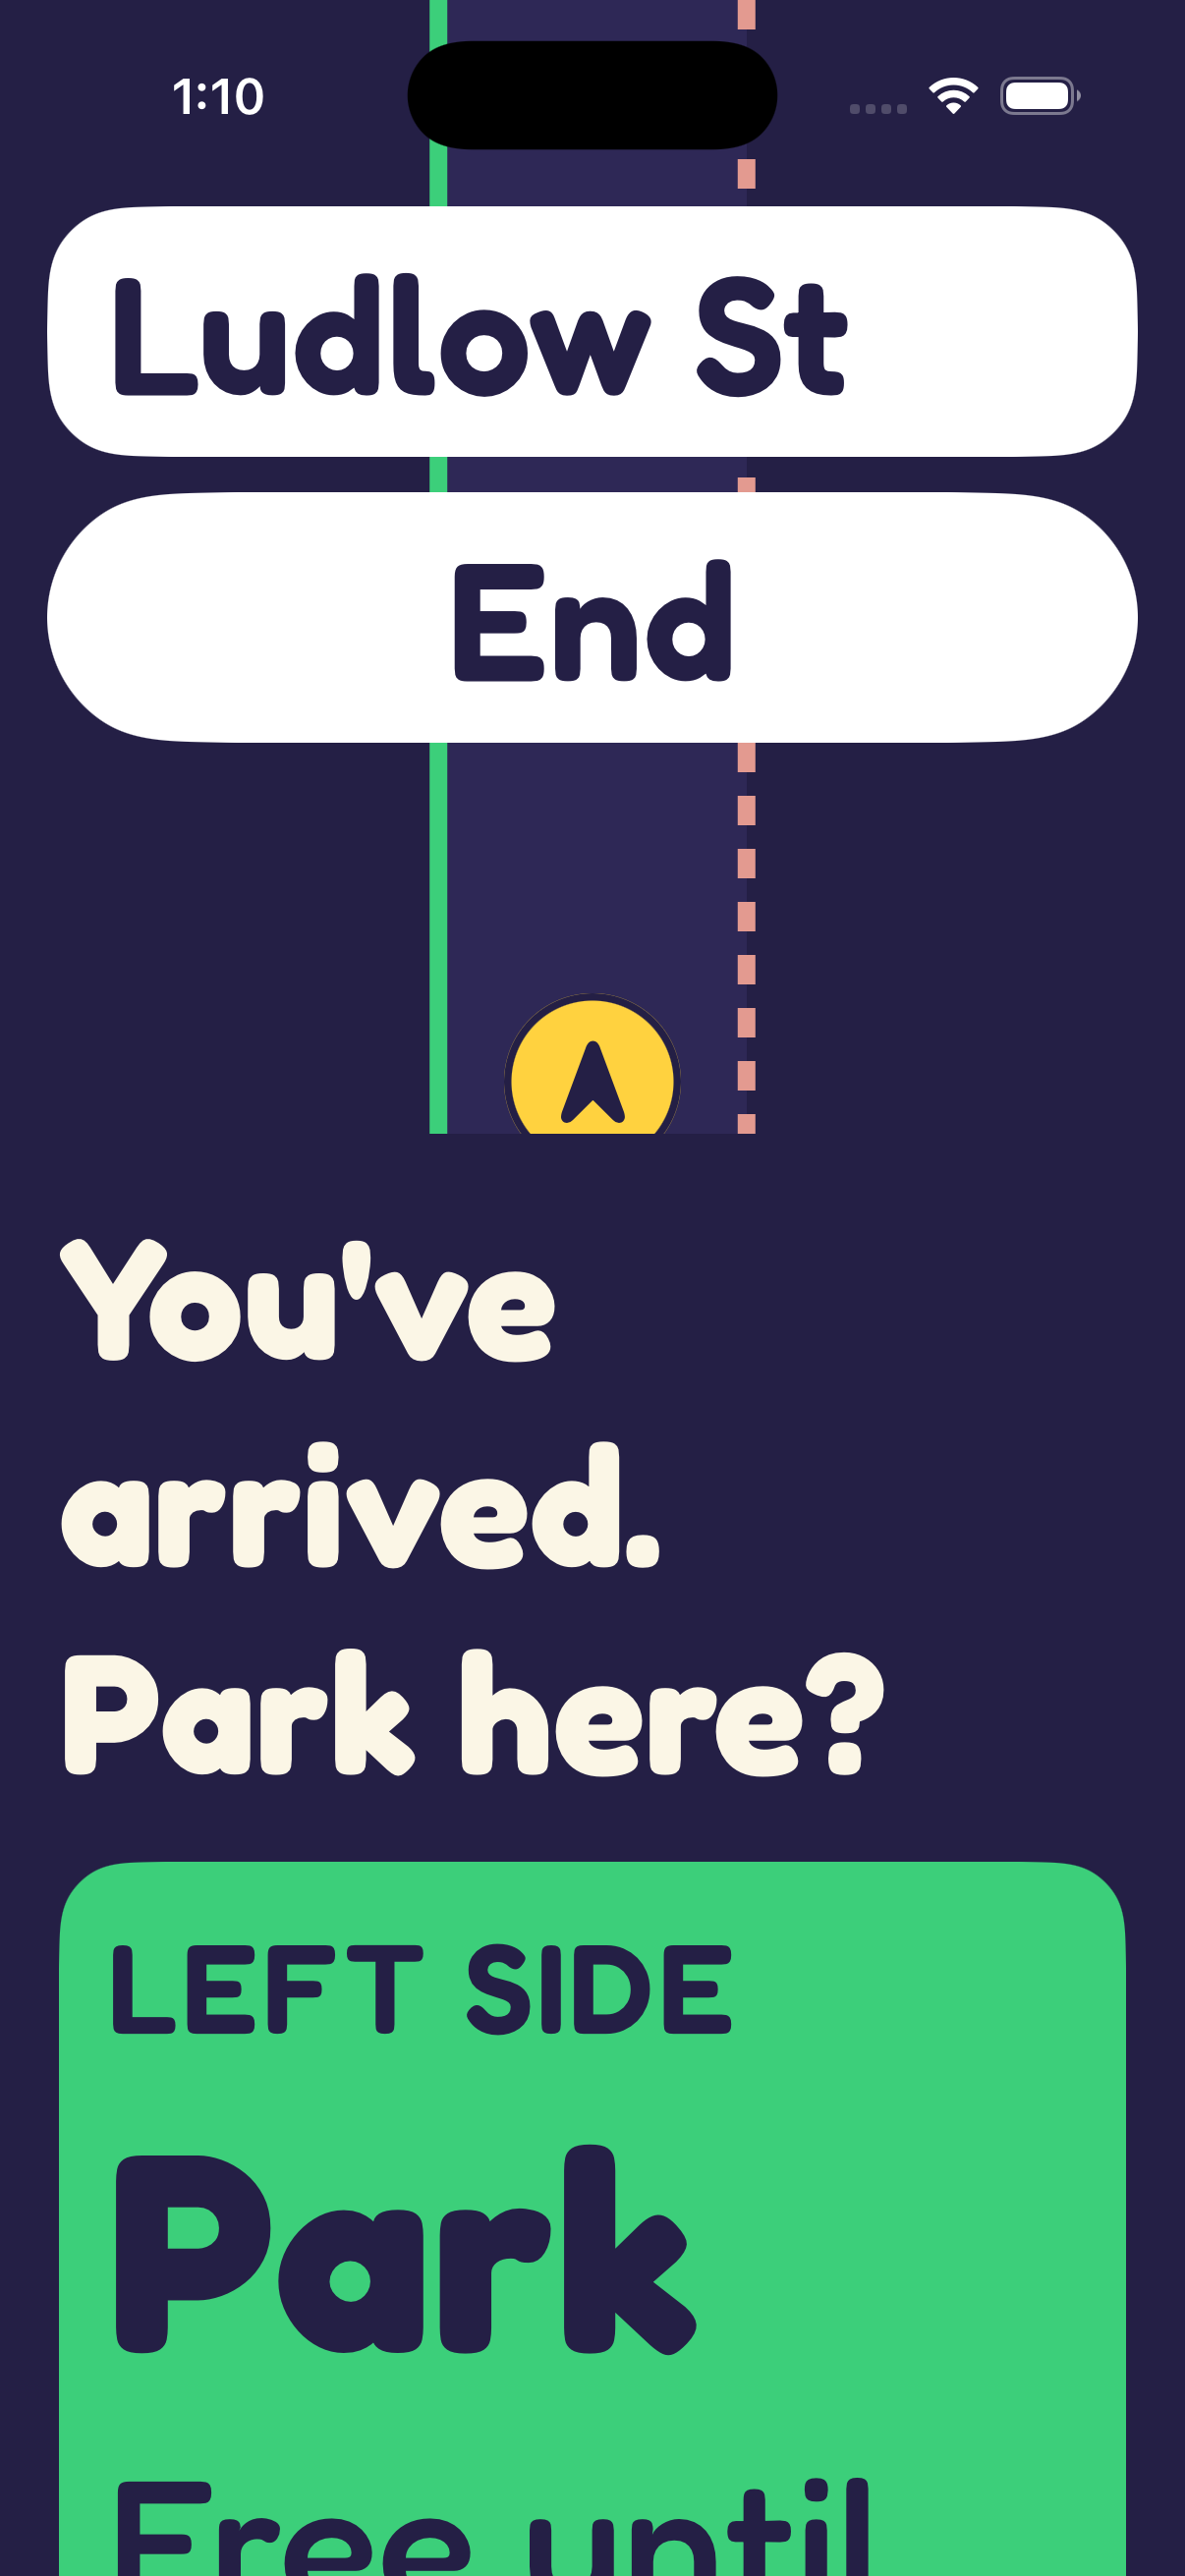 1:10
Ludlow St
End
You've
arrived.
Park here?
LEFT SIDE
Park
Free until